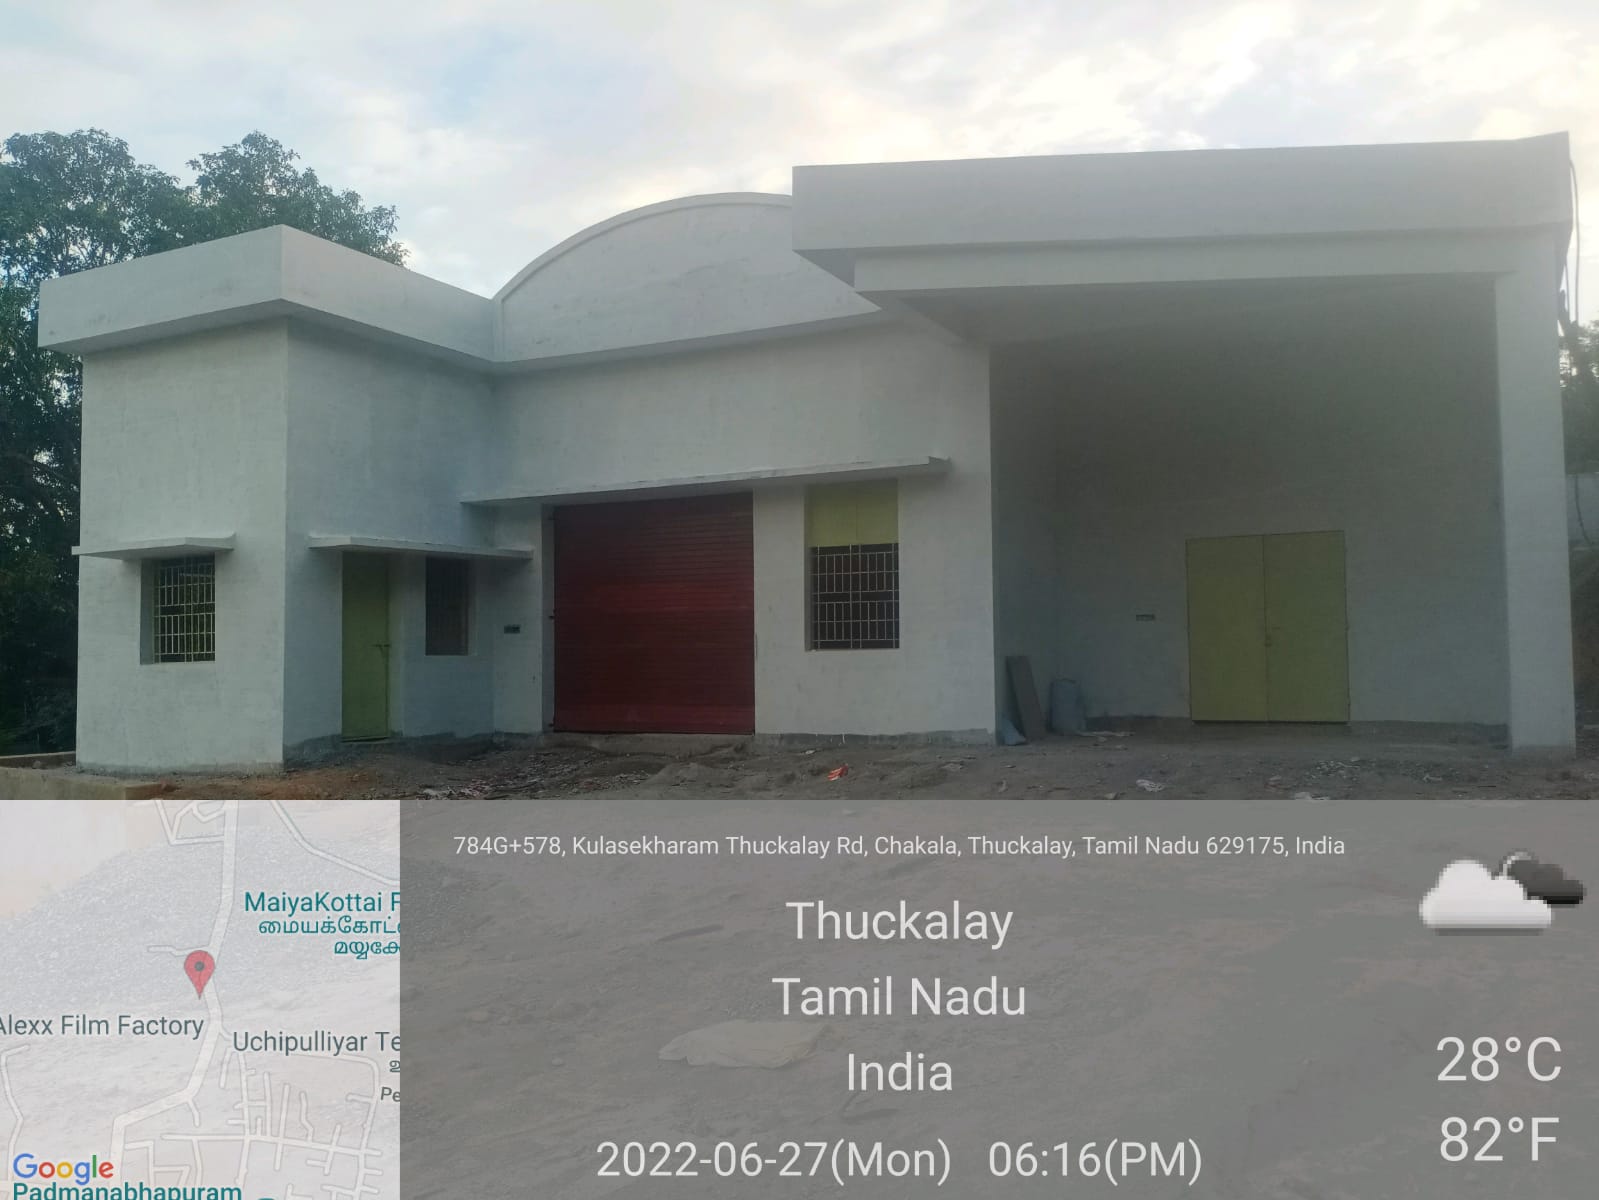 784G+578, Kulasekharam Thuckalay Rd, Chakala, Thuckalay, Tamil Nadu 629175, India
Thuckalay
Tamil Nadu
India
2022-06-27(Mon) 06:16(PM)
28°C
82°F
MaiyaKottai
மையக்கோட்
Alexx Film Factory
Uchipulliyar
Google
Padmanabhapuram